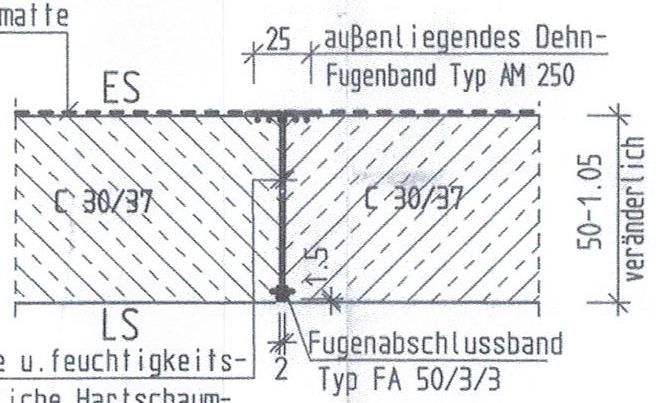 matte
25 außenliegendes Dehn-
Fugenband Typ AM 250
ES
C 30/37
C 30/37
50-1.05
veränderlich
1.5
LS
Fugenabschlussband
Typ FA 50/3/3
2
e u.feuchtigkeits-
liche Hartschaum-